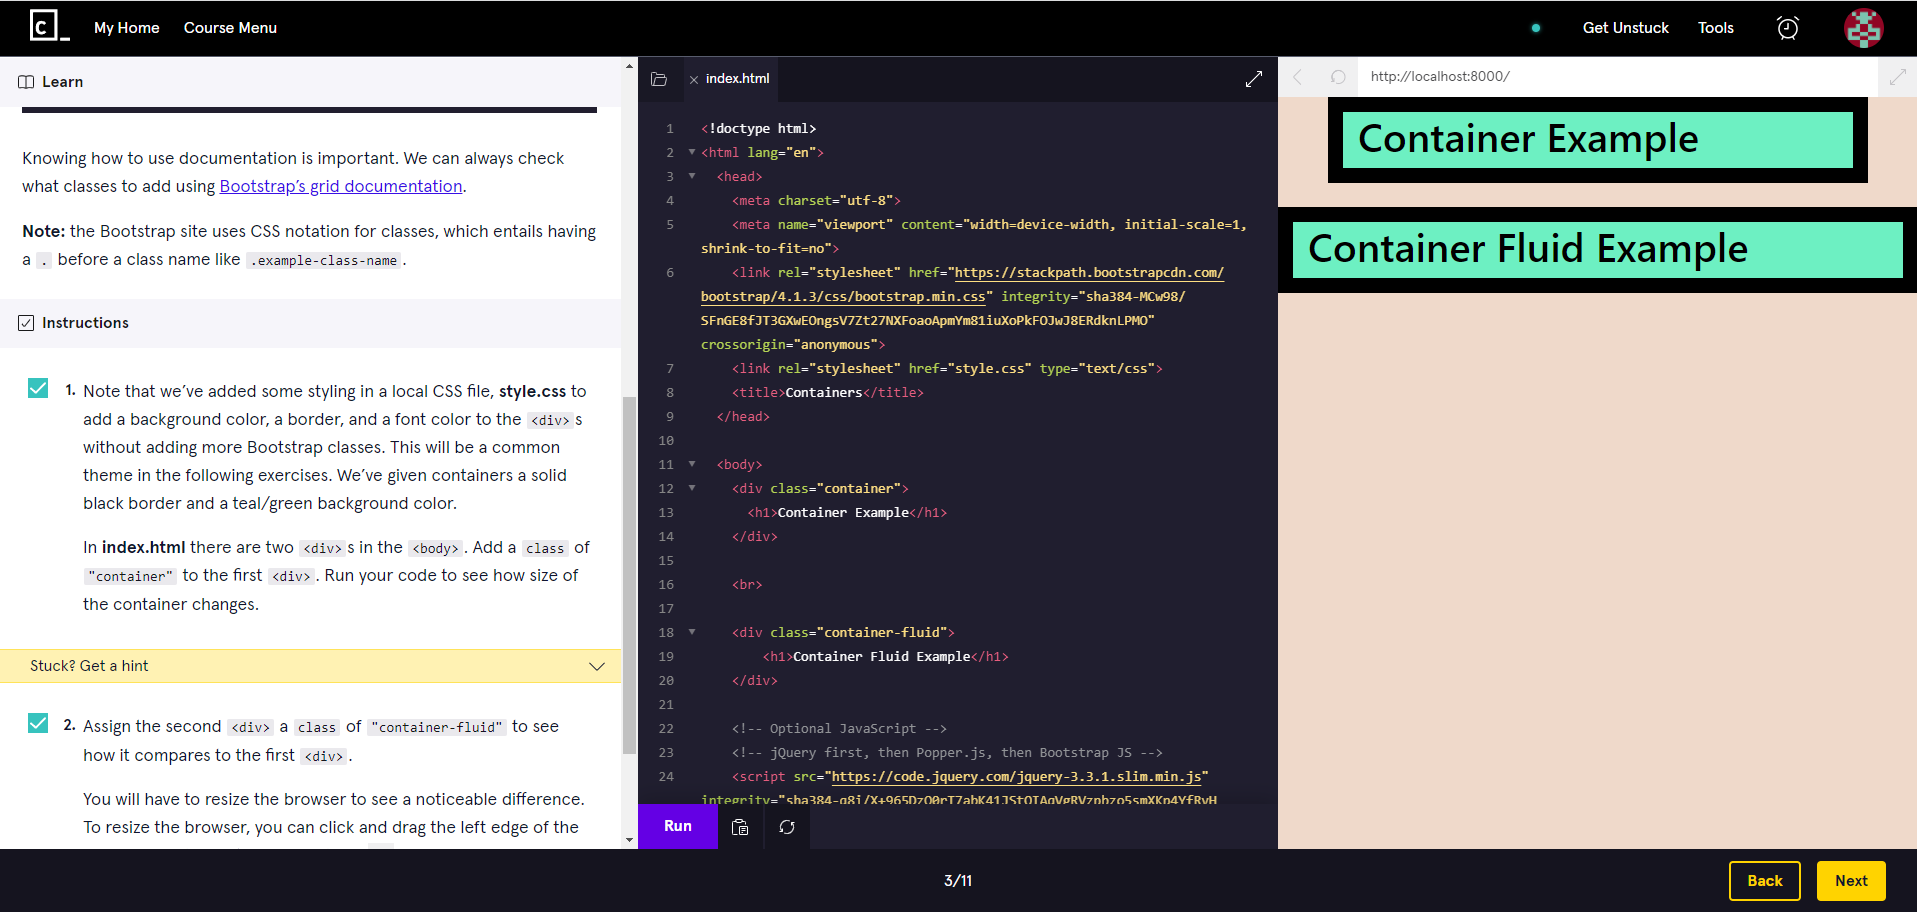 C_ My Home Course Menu Get Unstuck Tools
Learn
Knowing how to use documentation is important. We can always check
what classes to add using Bootstrap's grid documentation.
Note: the Bootstrap site uses CSS notation for classes, which entails having
a . before a class name like .example-class-name.
Instructions
1. Note that we've added some styling in a local CSS file, style.css to
add a background color, a border, and a font color to the <div>s
without adding more Bootstrap classes. This will be a common
theme in the following exercises. We've given containers a solid
black border and a teal/green background color.
In index.html there are two <div>s in the <body>. Add a class of
"container" to the first <div>. Run your code to see how size of
the container changes.
Stuck? Get a hint
2. Assign the second <div> a class of "container-fluid" to see
how it compares to the first <div>.
You will have to resize the browser to see a noticeable difference.
To resize the browser, you can click and drag the left edge of the
index.html
1 <!doctype html>
2 <html lang="en">
3 <head>
4 <meta charset="utf-8">
5 <meta name="viewport" content="width=device-width, initial-scale=1,
shrink-to-fit=no">
6 <link rel="stylesheet" href="https://stackpath.bootstrapcdn.com/
bootstrap/4.1.3/css/bootstrap.min.css" integrity="sha384-MCw98/
SFnGE8fJT3GXwEOngsV7Zt27NXFoaoApmYm81iuXoPkFOJwJ8ERdknLPMO"
crossorigin="anonymous">
7 <link rel="stylesheet" href="style.css" type="text/css">
8 <title>Containers</title>
9 </head>
10
11 <body>
12 <div class="container">
13 <h1>Container Example</h1>
14 </div>
15
16 <br>
17
18 <div class="container-fluid">
19 <h1>Container Fluid Example</h1>
20 </div>
21
22 <!-- Optional JavaScript -->
23 <!-- jQuery first, then Popper.js, then Bootstrap JS -->
24 <script src="https://code.jquery.com/jquery-3.3.1.slim.min.js"
integrity="sha384-q8i/X+965DzO0rT7abK41JStQIAqVgRVzpbzo5smXKp4YfRvH
Run
http://localhost:8000/
Container Example
Container Fluid Example
3/11
Back
Next